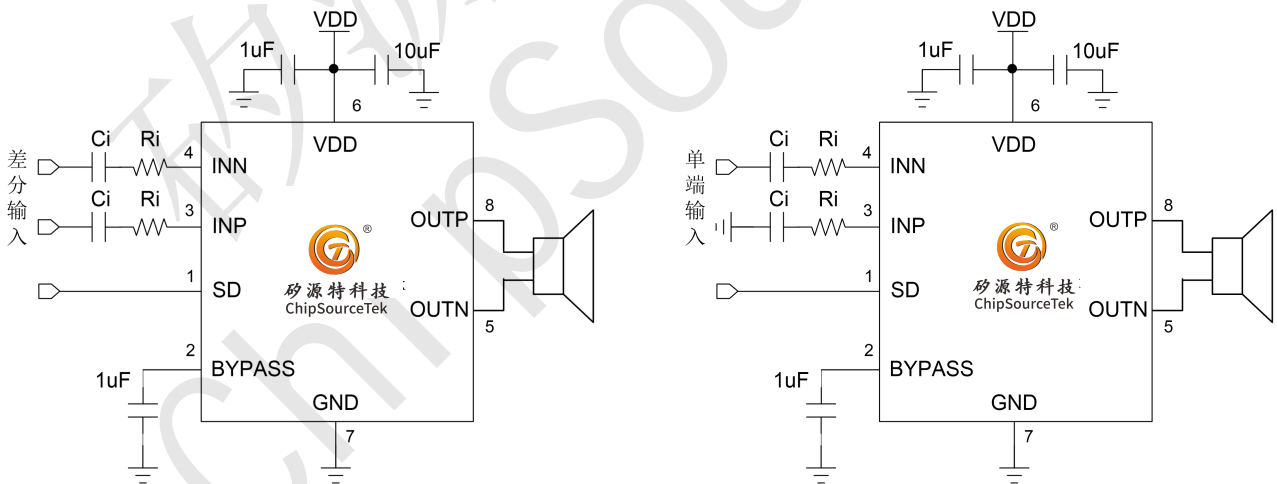 VDD
1uF
10uF
6
VDD
差分输入
Ci
Ri
4
INN
Ci
Ri
3
INP
1
SD
2
BYPASS
1uF
GND
7
OUTP
8
OUTN
5
®
矽源特科技
ChipSourceTek
VDD
1uF
10uF
6
VDD
单端输入
Ci
Ri
4
INN
Ci
Ri
3
INP
1
SD
2
BYPASS
1uF
GND
7
OUTP
8
OUTN
5
®
矽源特科技
ChipSourceTek